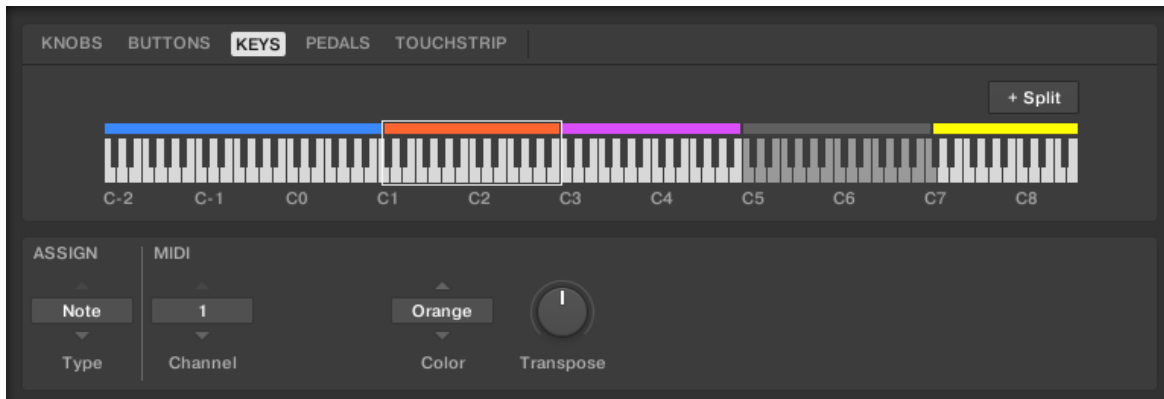 KNOBS BUTTONS KEYS PEDALS TOUCHSTRIP
+ Split
C-2 C-1 C0 C1 C2 C3 C4 C5 C6 C7 C8
ASSIGN MIDI
Note 1 Orange
Type Channel Color Transpose